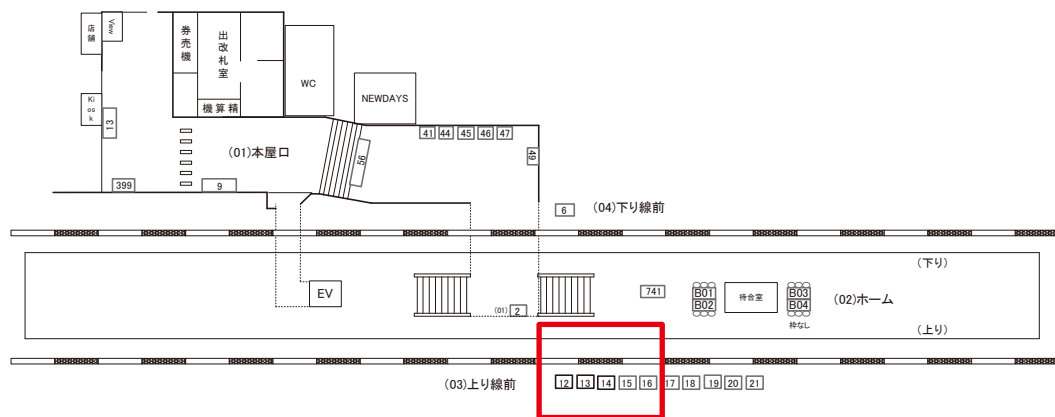 店舗
View
券売機
出改札室
WC
NEWDAYS
Kiosk
13
精算機
(01)本屋口
56
41 44 45 46 47
49
399
9
6
(04)下り線前
(下り)
EV
(01) 2
741
B01
B02
待合室
B03
B04
枠なし
(02)ホーム
(上り)
(03)上り線前
12 13 14 15 16 17 18 19 20 21